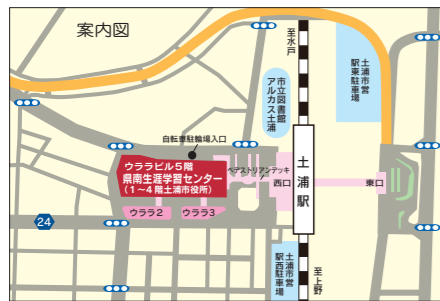 案内図
至水戸
土浦市営
駅東駐車場
市立図書館
アルカス土浦
自転車駐輪場入口
ウララビル5階
県南生涯学習センター
(1~4階土浦市役所)
ペデストリアンデッキ
西口
土浦駅
東口
ウララ2
ウララ3
24
土浦市営
駅西駐車場
至上野